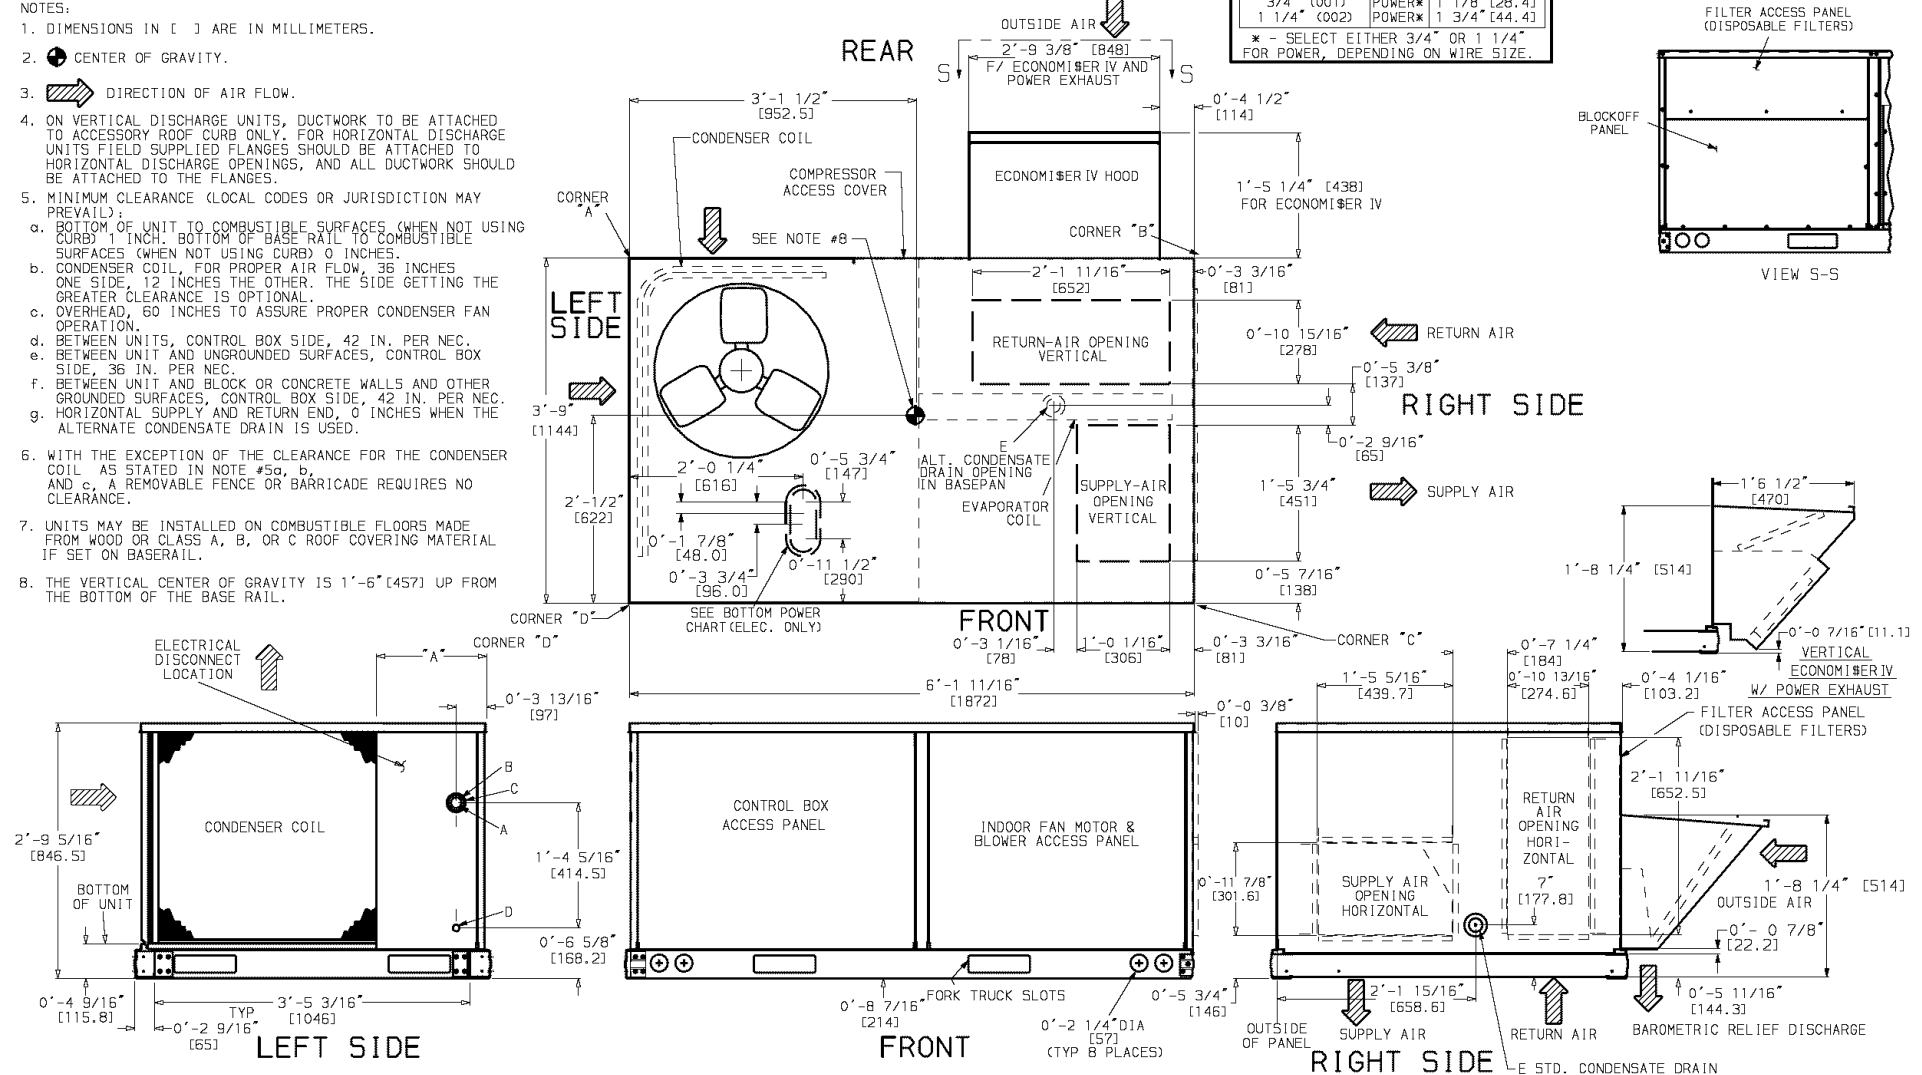 NOTES:
1. DIMENSIONS IN [ ] ARE IN MILLIMETERS.
2. CENTER OF GRAVITY.
3. DIRECTION OF AIR FLOW.
4. ON VERTICAL DISCHARGE UNITS, DUCTWORK TO BE ATTACHED
TO ACCESSORY ROOF CURB ONLY. FOR HORIZONTAL DISCHARGE
UNITS FIELD SUPPLIED FLANGES SHOULD BE ATTACHED TO
HORIZONTAL DISCHARGE OPENINGS, AND ALL DUCTWORK SHOULD
BE ATTACHED TO THE FLANGES.
5. MINIMUM CLEARANCE (LOCAL CODES OR JURISDICTION MAY
PREVAIL):
a. BOTTOM OF UNIT TO COMBUSTIBLE SURFACES (WHEN NOT USING
CURB) 1 INCH. BOTTOM OF BASE RAIL TO COMBUSTIBLE
SURFACES (WHEN NOT USING CURB) 0 INCHES.
b. CONDENSER COIL, FOR PROPER AIR FLOW, 36 INCHES
ONE SIDE, 12 INCHES THE OTHER. THE SIDE GETTING THE
GREATER CLEARANCE IS OPTIONAL.
c. OVERHEAD, 60 INCHES TO ASSURE PROPER CONDENSER FAN
OPERATION.
d. BETWEEN UNITS, CONTROL BOX SIDE, 42 IN. PER NEC.
e. BETWEEN UNIT AND UNGROUNDED SURFACES, CONTROL BOX
SIDE, 36 IN. PER NEC.
f. BETWEEN UNIT AND BLOCK OR CONCRETE WALLS AND OTHER
GROUNDED SURFACES, CONTROL BOX SIDE, 42 IN. PER NEC.
g. HORIZONTAL SUPPLY AND RETURN END, 0 INCHES WHEN THE
ALTERNATE CONDENSATE DRAIN IS USED.
6. WITH THE EXCEPTION OF THE CLEARANCE FOR THE CONDENSER
COIL AS STATED IN NOTE #5a, b,
AND c, A REMOVABLE FENCE OR BARRICADE REQUIRES NO
CLEARANCE.
7. UNITS MAY BE INSTALLED ON COMBUSTIBLE FLOORS MADE
FROM WOOD OR CLASS A, B, OR C ROOF COVERING MATERIAL
IF SET ON BASERAIL.
8. THE VERTICAL CENTER OF GRAVITY IS 1'-6" [457] UP FROM
THE BOTTOM OF THE BASE RAIL.
3/4" (001) POWER* 1 1/8" [28.4]
1 1/4" (002) POWER* 1 3/4" [44.4]
* - SELECT EITHER 3/4" OR 1 1/4"
FOR POWER, DEPENDING ON WIRE SIZE.
OUTSIDE AIR
REAR
2'-9 3/8" [848]
F/ ECONOMI$ER IV AND
POWER EXHAUST
S
S
3'-1 1/2"
[952.5]
0'-4 1/2"
[114]
CONDENSER COIL
COMPRESSOR
ACCESS COVER
ECONOMI$ER IV HOOD
1'-5 1/4" [438]
FOR ECONOMI$ER IV
CORNER
"A"
SEE NOTE #8
CORNER "B"
LEFT
SIDE
2'-1 11/16"
[652]
0'-3 3/16"
[81]
RETURN-AIR OPENING
VERTICAL
0'-10 15/16"
[278]
RETURN AIR
0'-5 3/8"
[137]
RIGHT SIDE
3'-9"
[1144]
0'-2 9/16"
[65]
E
ALT. CONDENSATE
DRAIN OPENING
IN BASEPAN
EVAPORATOR
COIL
SUPPLY-AIR
OPENING
VERTICAL
1'-5 3/4"
[451]
SUPPLY AIR
2'-0 1/4"
[616]
0'-5 3/4"
[147]
2'-1/2"
[622]
0'-1 7/8"
[48.0]
0'-3 3/4"
[96.0]
0'-11 1/2"
[290]
0'-5 7/16"
[138]
CORNER "D"
SEE BOTTOM POWER
CHART(ELEC. ONLY)
FRONT
0'-3 1/16"
[78]
1'-0 1/16"
[306]
0'-3 3/16"
[81]
CORNER "C"
6'-1 11/16"
[1872]
FILTER ACCESS PANEL
(DISPOSABLE FILTERS)
BLOCKOFF
PANEL
VIEW S-S
1'6 1/2"
[470]
1'-8 1/4" [514]
0'-0 7/16" [11.1]
VERTICAL
ECONOMI$ER IV
W/ POWER EXHAUST
ELECTRICAL
DISCONNECT
LOCATION
CORNER "D"
"A"
0'-3 13/16"
[97]
B
C
A
CONDENSER COIL
2'-9 5/16"
[846.5]
1'-4 5/16"
[414.5]
BOTTOM
OF UNIT
D
0'-6 5/8"
[168.2]
0'-4 9/16"
[115.8]
TYP
3'-5 3/16"
[1046]
0'-2 9/16"
[65]
LEFT SIDE
0'-0 3/8"
[10]
CONTROL BOX
ACCESS PANEL
INDOOR FAN MOTOR &
BLOWER ACCESS PANEL
0'-8 7/16"
[214]
FORK TRUCK SLOTS
0'-2 1/4"DIA
[57]
(TYP 8 PLACES)
0'-5 3/4"
[146]
FRONT
1'-5 5/16"
[439.7]
0'-7 1/4"
[184]
0'-10 13/16"
[274.6]
0'-4 1/16"
[103.2]
FILTER ACCESS PANEL
(DISPOSABLE FILTERS)
2'-1 11/16"
[652.5]
RETURN
AIR
OPENING
HORI-
ZONTAL
0'-11 7/8"
[301.6]
SUPPLY AIR
OPENING
HORIZONTAL
7"
[177.8]
1'-8 1/4" [514]
OUTSIDE AIR
0'- 0 7/8"
[22.2]
2'-1 15/16"
[658.6]
0'-5 11/16"
[144.3]
OUTSIDE
OF PANEL
SUPPLY AIR
RETURN AIR
BAROMETRIC RELIEF DISCHARGE
RIGHT SIDE
E STD. CONDENSATE DRAIN